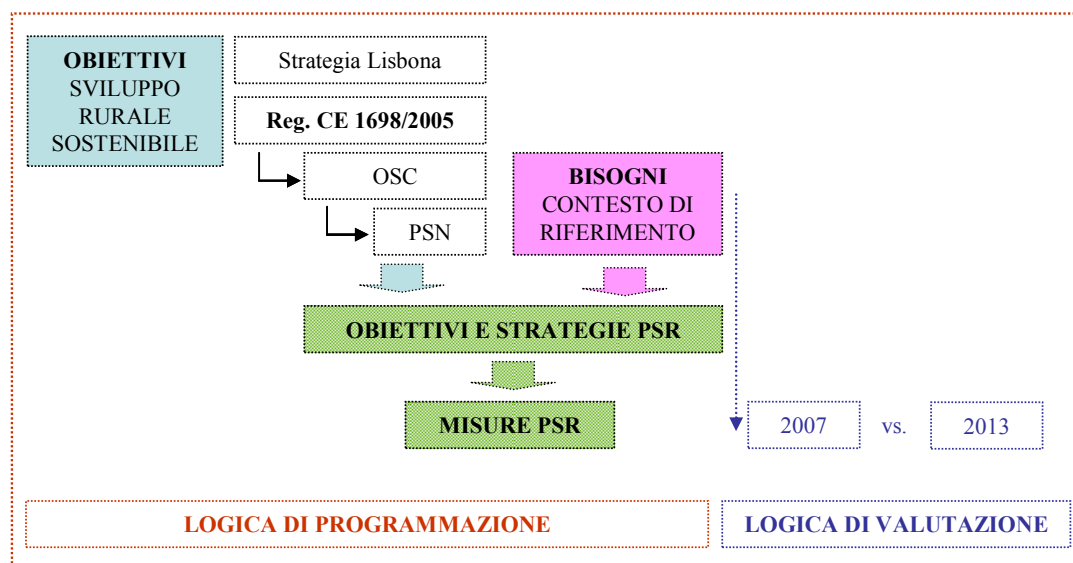 OBIETTIVI
SVILUPPO
RURALE
SOSTENIBILE
Strategia Lisbona
Reg. CE 1698/2005
OSC
PSN
BISOGNI
CONTESTO DI
RIFERIMENTO
OBIETTIVI E STRATEGIE PSR
MISURE PSR
2007 vs. 2013
LOGICA DI PROGRAMMAZIONE
LOGICA DI VALUTAZIONE